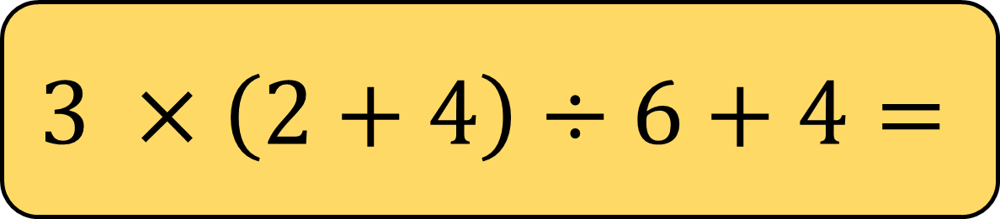 3 × (2 + 4) ÷ 6 + 4 =